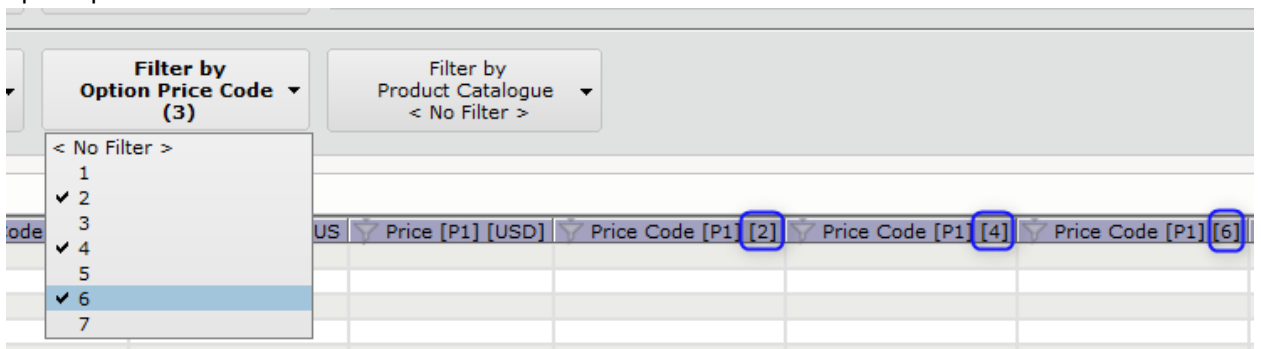 Filter by
Option Price Code
(3)
Filter by
Product Catalogue
< No Filter >
< No Filter >
1
2
3
4
5
6
7
US
Price [P1] [USD]
Price Code [P1] [2]
Price Code [P1] [4]
Price Code [P1] [6]